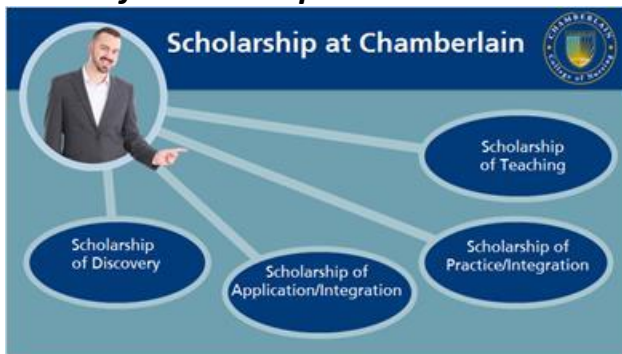 Scholarship at Chamberlain
CHAMBERLAIN
College of Nursing
Scholarship
of Teaching
Scholarship
of Discovery
Scholarship of
Application/Integration
Scholarship of
Practice/Integration